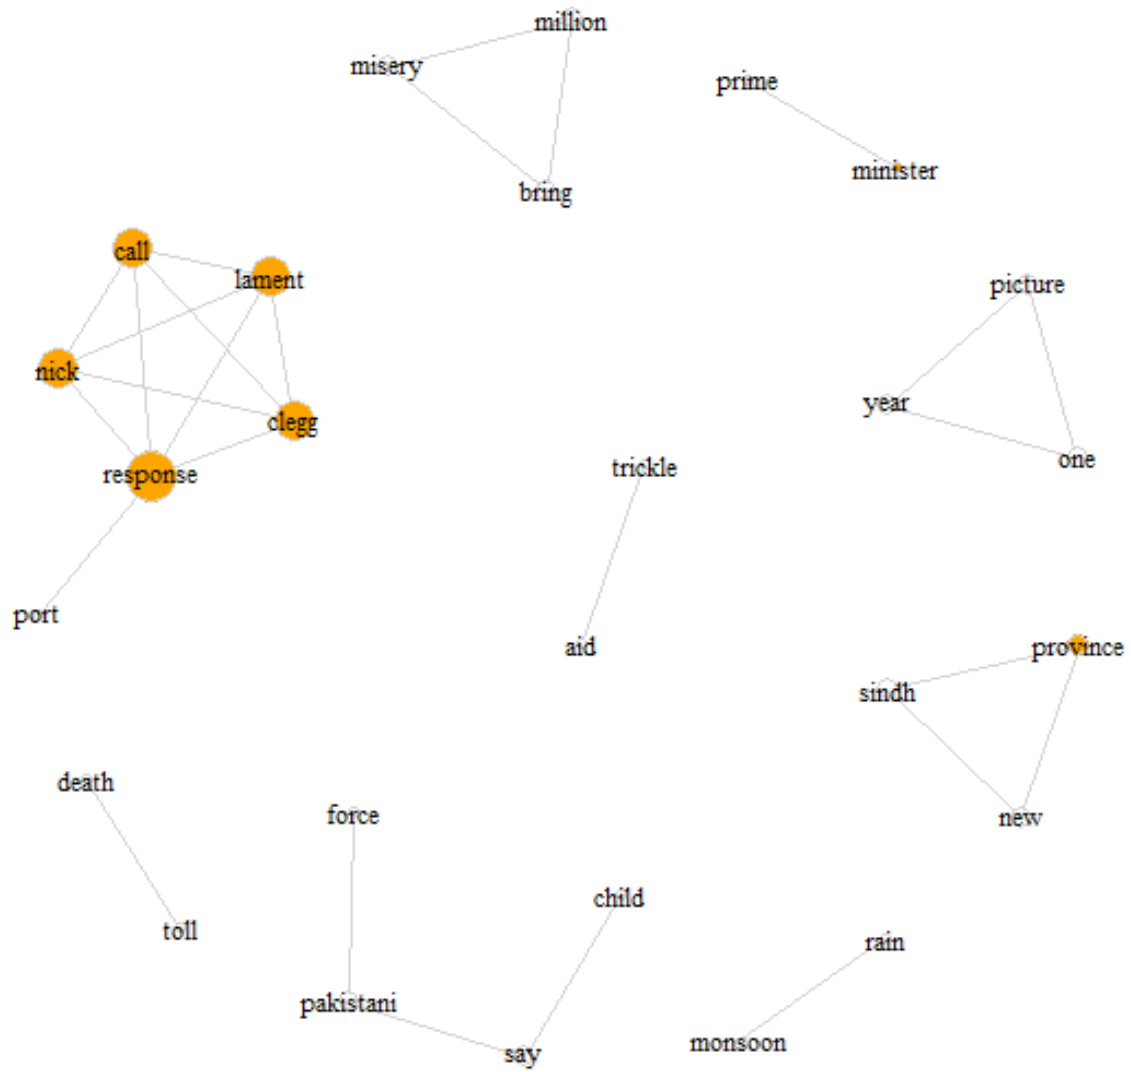 million
misery
prime
minister
bring
call
lament
picture
nick
year
clegg
one
trickle
response
port
aid
province
sindh
death
force
new
child
toll
rain
pakistani
monsoon
say